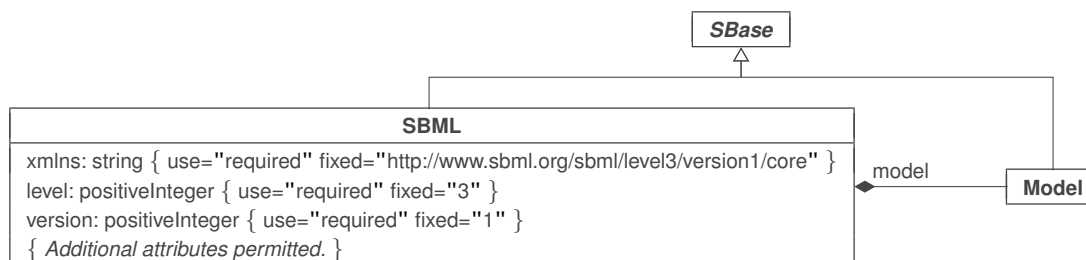 SBase
SBML
xmlns: string { use="required" fixed="http://www.sbml.org/sbml/level3/version1/core" }
level: positiveInteger { use="required" fixed="3" }
version: positiveInteger { use="required" fixed="1" }
{ Additional attributes permitted. }
model
Model